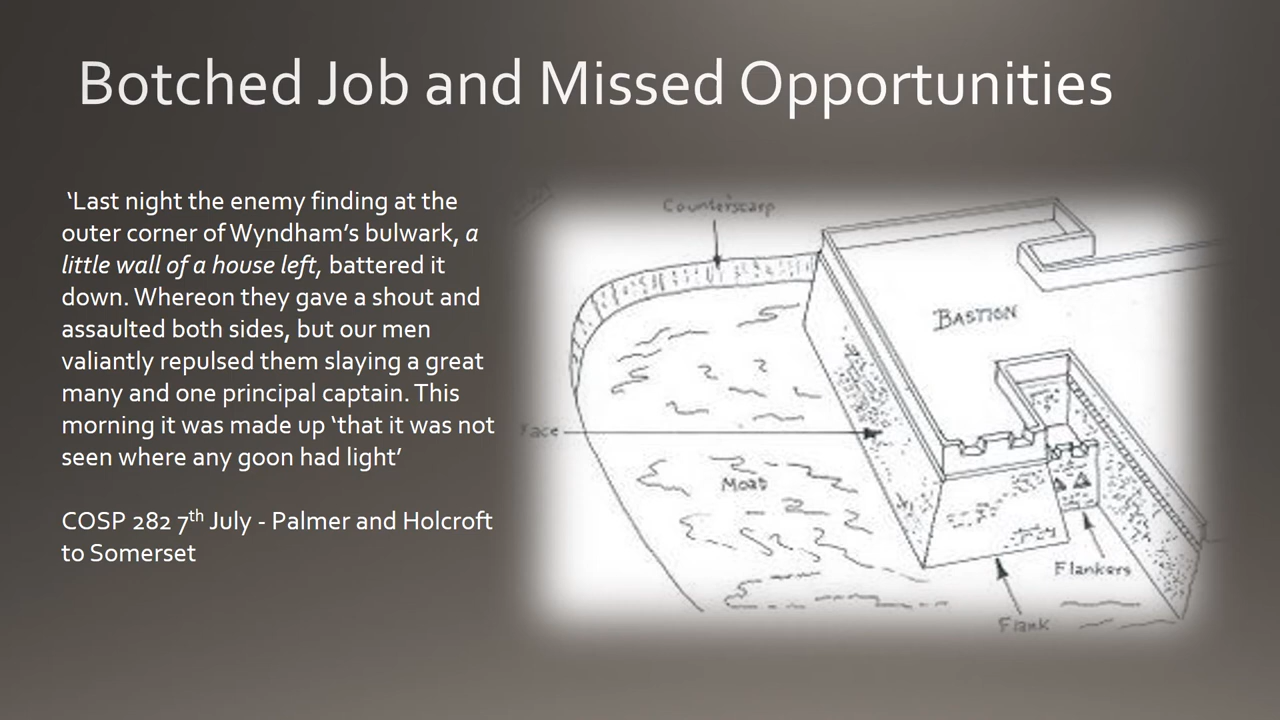 Botched Job and Missed Opportunities
‘Last night the enemy finding at the
outer corner of Wyndham’s bulwark, a
little wall of a house left, battered it
down. Whereon they gave a shout and
assaulted both sides, but our men
valiantly repulsed them slaying a great
many and one principal captain. This
morning it was made up ‘that it was not
seen where any goon had light’
COSP 282 7th July - Palmer and Holcroft
to Somerset
Counterscarp
BASTION
Face
Moat
Flankers
Flank